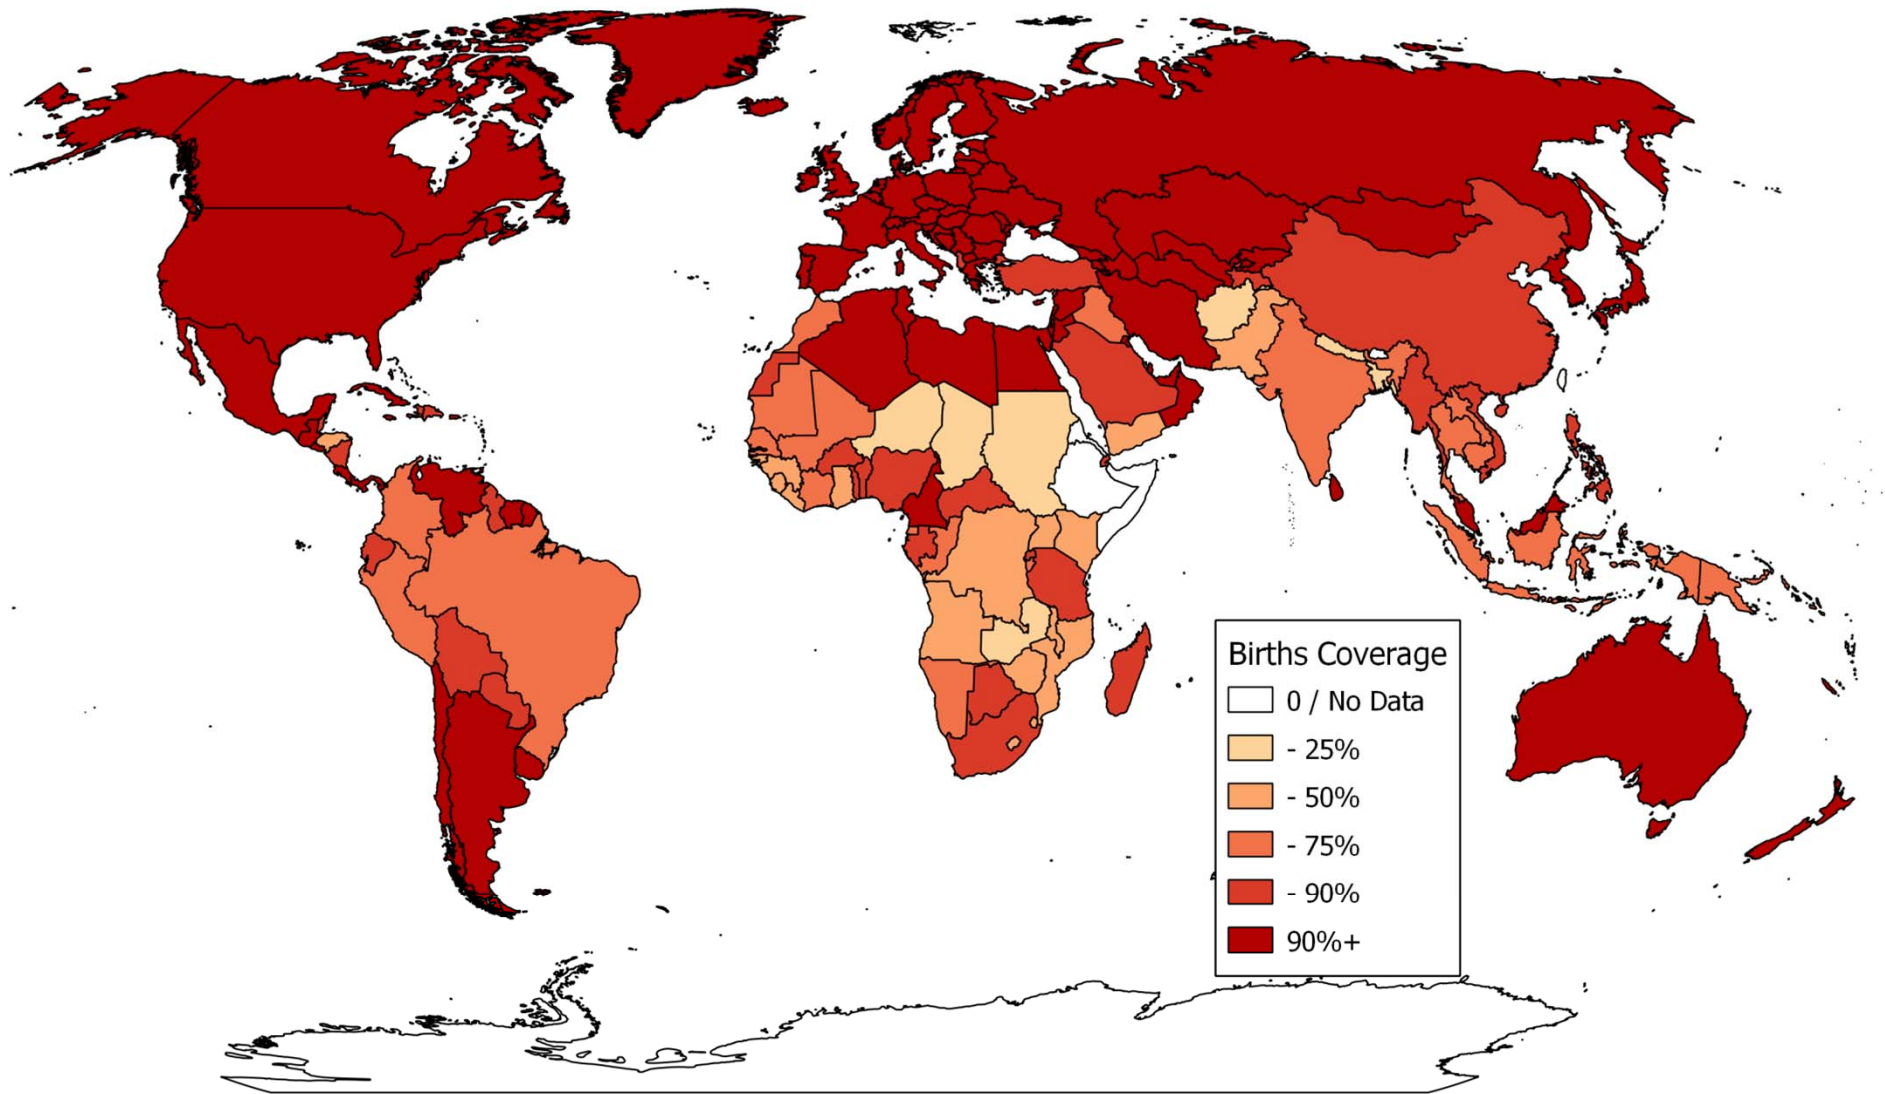 Births Coverage
0 / No Data
- 25%
- 50%
- 75%
- 90%
90%+